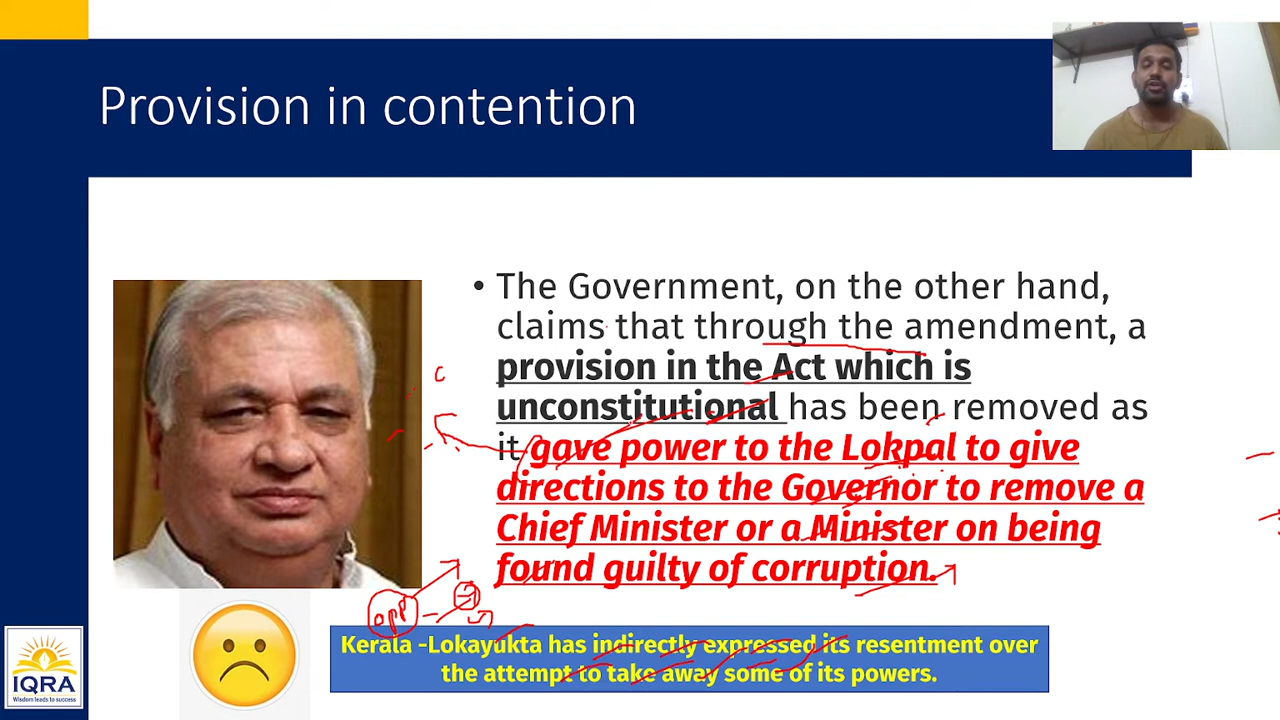 Provision in contention
• The Government, on the other hand,
claims that through the amendment, a
provision in the Act which is
unconstitutional has been removed as
it gave power to the Lokpal to give
directions to the Governor to remove a
Chief Minister or a Minister on being
found guilty of corruption.
opp
Kerala -Lokayukta has indirectly expressed its resentment over
the attempt to take away some of its powers.
IQRA
Wisdom leads to success